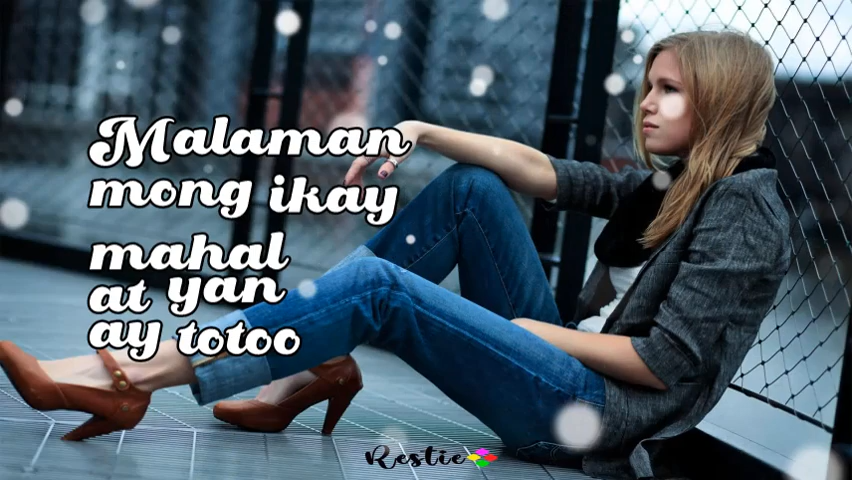 Malaman
mong ikay
mahal
at yan
ay totoo
Restie